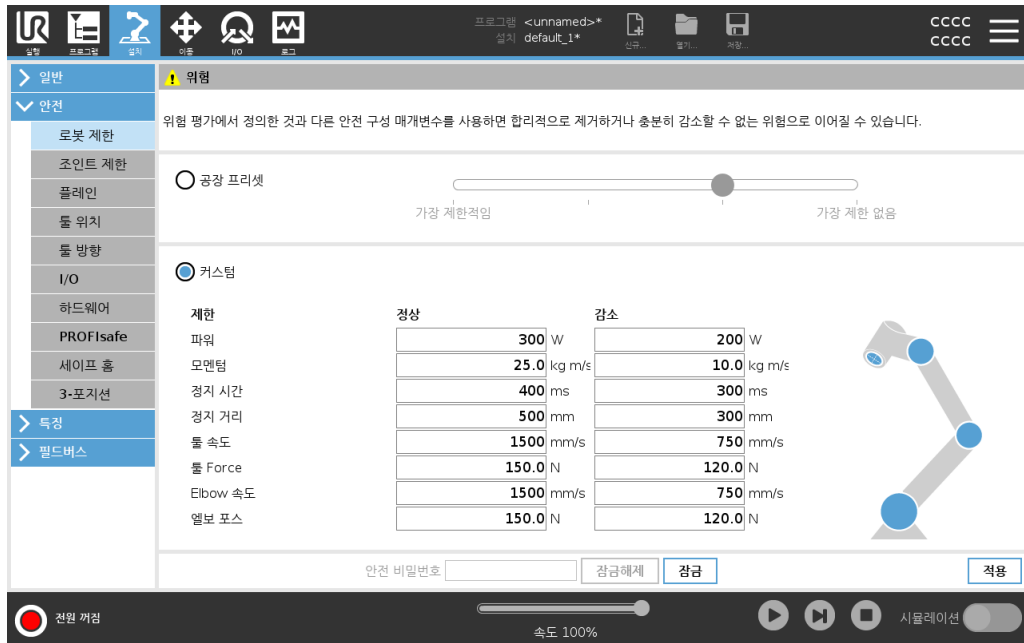 UR
실행
프로그램
설치
이동
I/O
로그
프로그램 <unnamed>*
설치 default_1*
신규...
열기...
저장...
cccc
cccc
일반
안전
로봇 제한
조인트 제한
플레인
툴 위치
툴 방향
I/O
하드웨어
PROFIsafe
세이프 홈
3-포지션
특징
필드버스
위험
위험 평가에서 정의한 것과 다른 안전 구성 매개변수를 사용하면 합리적으로 제거하거나 충분히 감소할 수 없는 위험으로 이어질 수 있습니다.
공장 프리셋
가장 제한적임 가장 제한 없음
커스텀
제한 정상 감소
파워 300 W 200 W
모멘텀 25.0 kg m/s 10.0 kg m/s
정지 시간 400 ms 300 ms
정지 거리 500 mm 300 mm
툴 속도 1500 mm/s 750 mm/s
툴 Force 150.0 N 120.0 N
Elbow 속도 1500 mm/s 750 mm/s
엘보 포스 150.0 N 120.0 N
안전 비밀번호 잠금해제 잠금 적용
전원 꺼짐
속도 100%
시뮬레이션